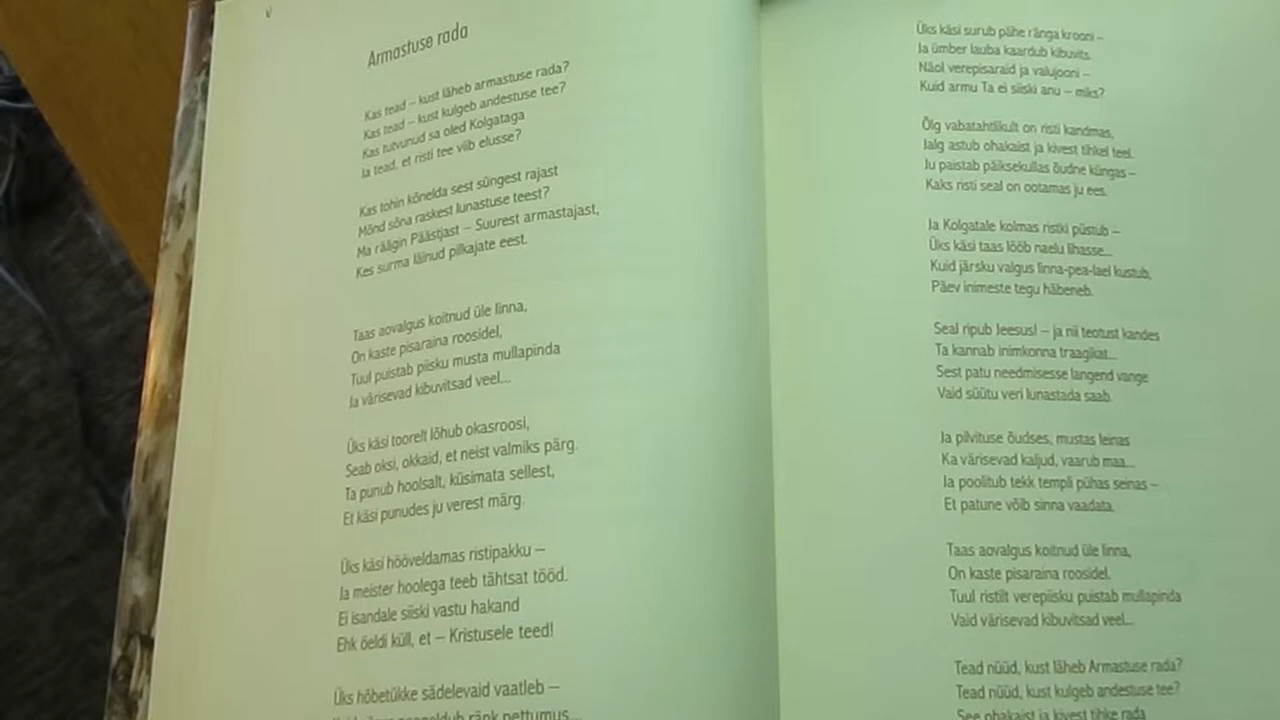 Armastuse rada
Kas tead – kust läheb armastuse rada?
Kas tead – kust kulgeb andestuse tee?
Kas tutvunud sa oled Kolgataga
Ja tead, et risti tee viib elusse?
Kas tohin kõnelda sest süngest rajast
Mõnd sõna raskest lunastuse teest?
Ma räägin Päästjast – Suurest armastajast,
Kes surma läinud pilkajate eest.
Taas aovalgus koitnud üle linna,
On kaste pisaraina roosidel,
Tuul puistab piisku musta mullapinda
Ja värisevad kibuvitsad veel...
Üks käsi toorelt lõhub okasroosi,
Seab oksi, okkaid, et neist valmiks pärg.
Ta punub hoolsalt, küsimata sellest,
Et käsi punudes ju verest märg.
Üks käsi hööveldamas ristipakku –
Ja meister hoolega teeb tähtsat tööd.
Ei isandale siiski vastu hakand
Ehk öeldi küll, et – Kristusele teed!
Üks hõbetükke sädelevaid vaatleb –
ränk pettumus...
Üks käsi surub pähe ränga krooni –
Ja ümber lauba kaardub kibuvits.
Näol verepisaraid ja valujooni –
Kuid armu Ta ei siiski anu – miks?
Õlg vabatahtlikult on risti kandmas,
Jalg astub ohakaist ja kivest tihkel teel.
Ju paistab päiksekullas õudne küngas –
Kaks risti seal on ootamas ju ees.
Ja Kolgatale kolmas ristki püstub –
Üks käsi taas lööb naelu lihasse...
Kuid järsku valgus linna-pea-lael kustub,
Päev inimeste tegu häbeneb.
Seal ripub Jeesus! – ja nii teotust kandes
Ta kannab inimkonna traagikat...
Sest patu needmisesse langend vange
Vaid süütu veri lunastada saab.
Ja pilvituse õudses, mustas leinas
Ka värisevad kaljud, vaarub maa...
Ja poolitub tekk templi pühas seinas –
Et patune võib sinna vaadata.
Taas aovalgus koitnud üle linna,
On kaste pisaraina roosidel.
Tuul ristilt verepiisku puistab mullapinda
Vaid värisevad kibuvitsad veel...
Tead nüüd, kust läheb Armastuse rada?
Tead nüüd, kust kulgeb andestuse tee?
See ohakaist ja kivest tihke rada